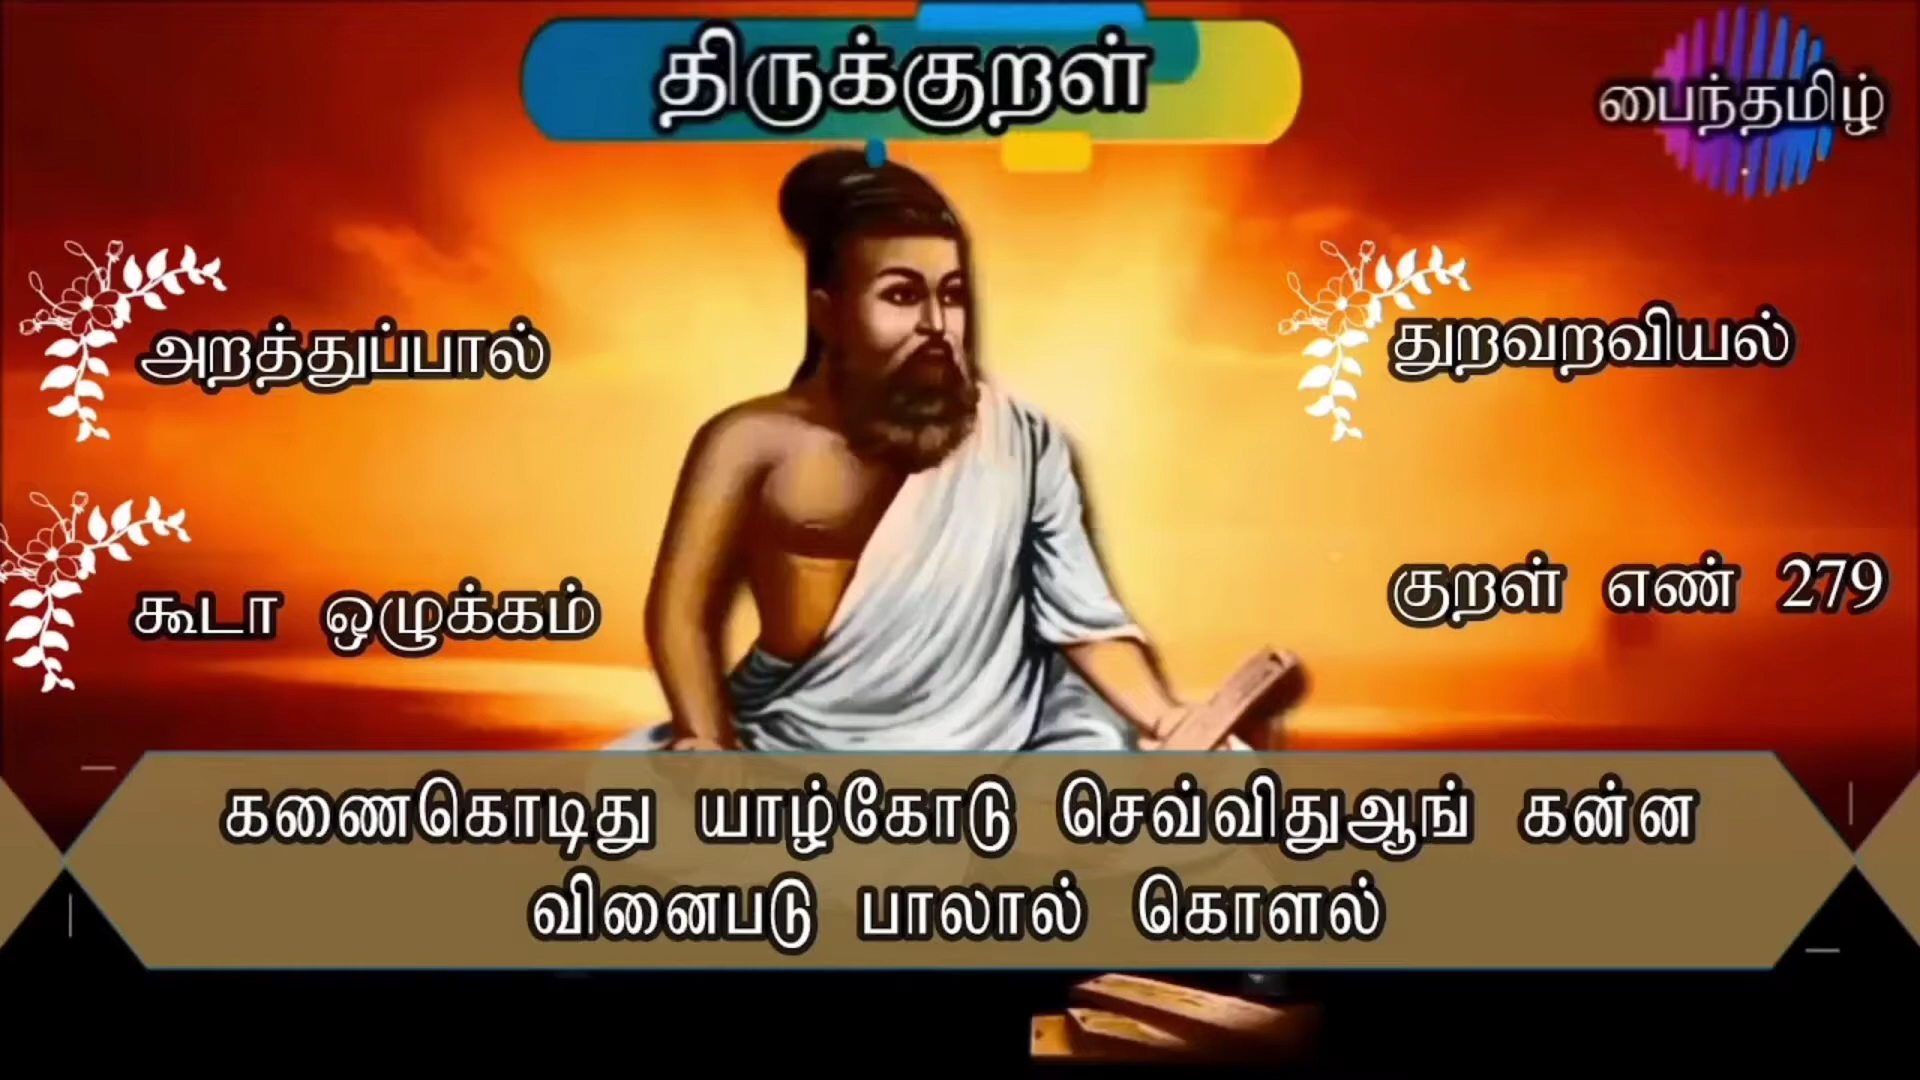 திருக்குறள்
பைந்தமிழ்
அறத்துப்பால்
துறவறவியல்
கூடா ஒழுக்கம்
குறள் எண் 279
கணைகொடிது யாழ்கோடு செவ்விதுஆங் கன்ன
வினைபடு பாலால் கொளல்